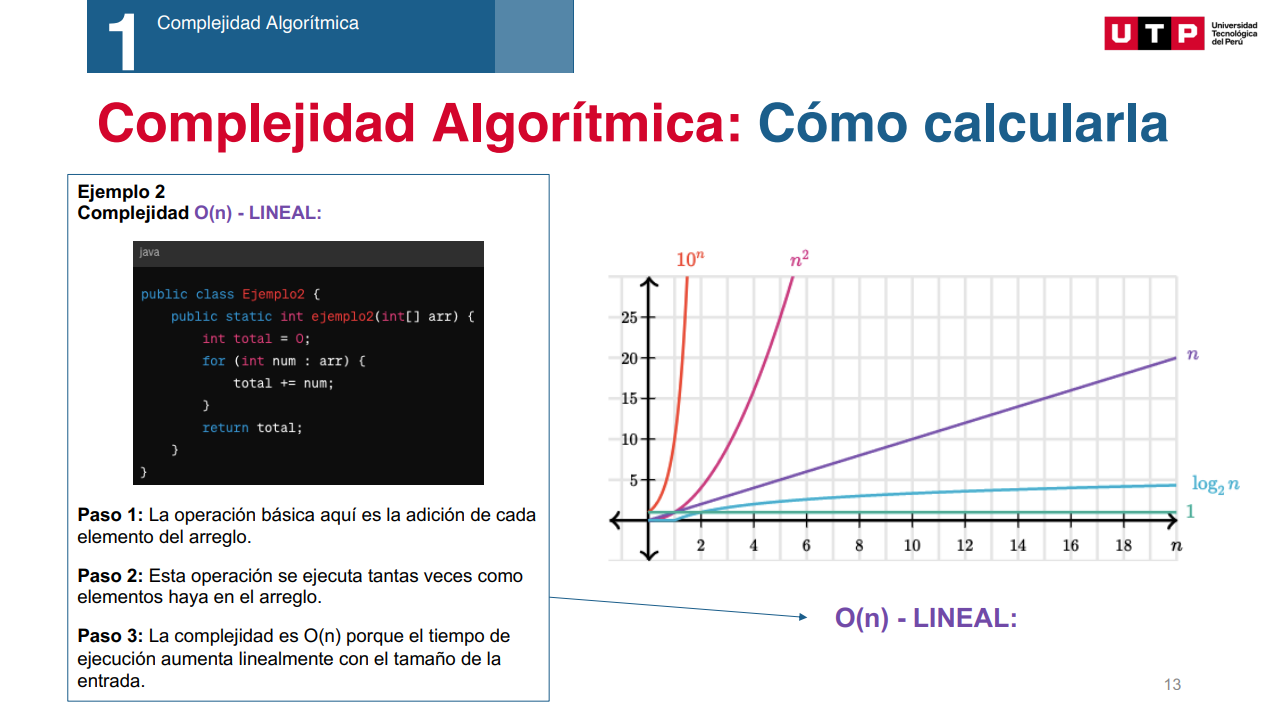 1
Complejidad Algorítmica
UTP
Universidad
Tecnológica
del Perú
Complejidad Algorítmica: Cómo calcularla
Ejemplo 2
Complejidad O(n) - LINEAL:
java
public class Ejemplo2 {
    public static int ejemplo2(int[] arr) {
        int total = 0;
        for (int num : arr) {
            total += num;
        }
        return total;
    }
}
Paso 1: La operación básica aquí es la adición de cada
elemento del arreglo.
Paso 2: Esta operación se ejecuta tantas veces como
elementos haya en el arreglo.
Paso 3: La complejidad es O(n) porque el tiempo de
ejecución aumenta linealmente con el tamaño de la
entrada.
10ⁿ
n²
25
20
15
10
5
n
log₂ n
1
2 4 6 8 10 12 14 16 18 n
O(n) - LINEAL:
13